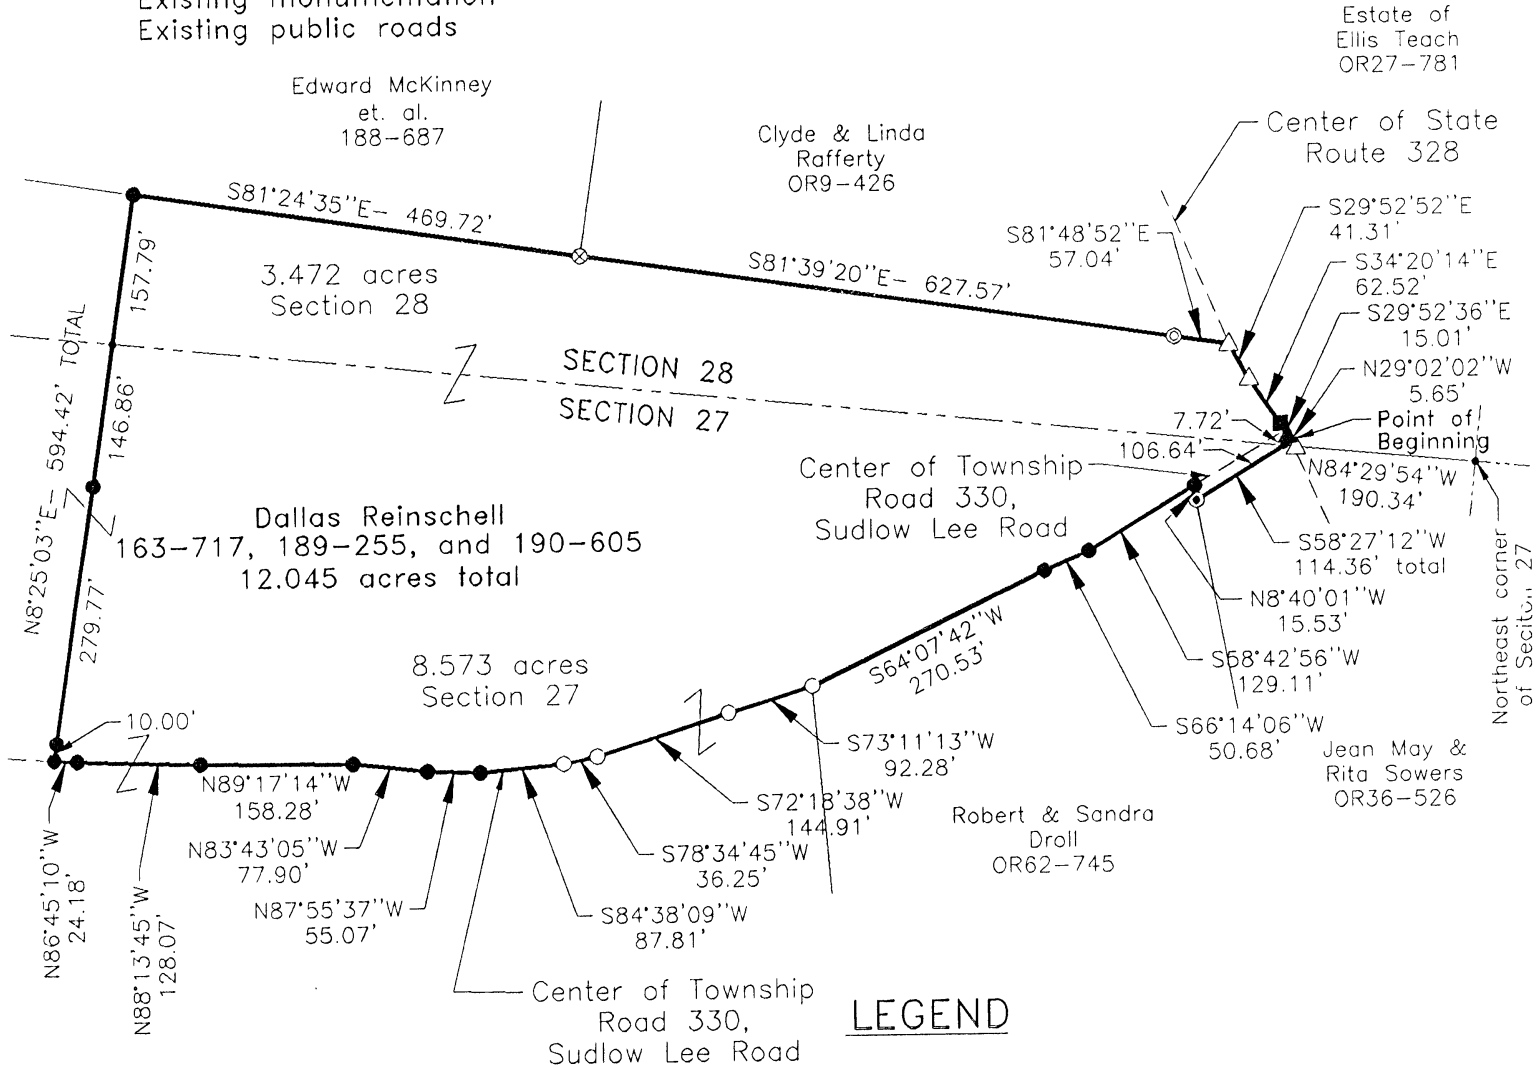 Existing monumentation
Existing public roads
Estate of
Ellis Teach
OR27-781
Edward McKinney
et. al.
188-687
Clyde & Linda
Rafferty
OR9-426
Center of State
Route 328
S81°24'35''E- 469.72'
S81°39'20''E- 627.57'
S81°48'52''E
57.04'
S29°52'52''E
41.31'
S34°20'14''E
62.52'
S29°52'36''E
15.01'
N29°02'02''W
5.65'
Point of
Beginning
3.472 acres
Section 28
157.79'
146.86'
279.77'
N8°25'03''E- 594.42' TOTAL
SECTION 28
SECTION 27
7.72'
106.64'
N84°29'54''W
190.34'
Center of Township
Road 330,
Sudlow Lee Road
Dallas Reinschell
163-717, 189-255, and 190-605
12.045 acres total
S58°27'12''W
114.36' total
N8°40'01''W
15.53'
S58°42'56''W
129.11'
S66°14'06''W
50.68'
Northeast corner
of Seciton 27
8.573 acres
Section 27
S64°07'42''W
270.53'
10.00'
S73°11'13''W
92.28'
S72°18'38''W
144.91'
Jean May &
Rita Sowers
OR36-526
N89°17'14''W
158.28'
N83°43'05''W
77.90'
N87°55'37''W
55.07'
S78°34'45''W
36.25'
S84°38'09''W
87.81'
Robert & Sandra
Droll
OR62-745
N86°45'10''W
24.18'
N88°13'45''W
128.07'
Center of Township
Road 330,
Sudlow Lee Road
LEGEND